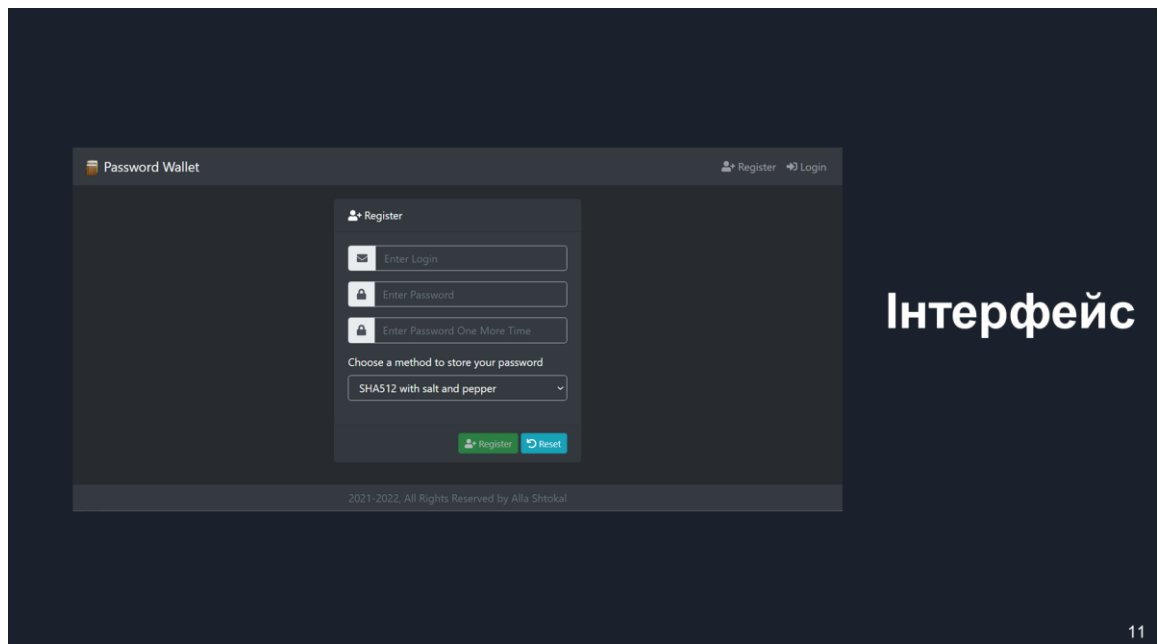 Password Wallet
Register
Login
Register
Enter Login
Enter Password
Enter Password One More Time
Choose a method to store your password
SHA512 with salt and pepper
Register
Reset
2021-2022, All Rights Reserved by Alla Shtokal
Інтерфейс
11